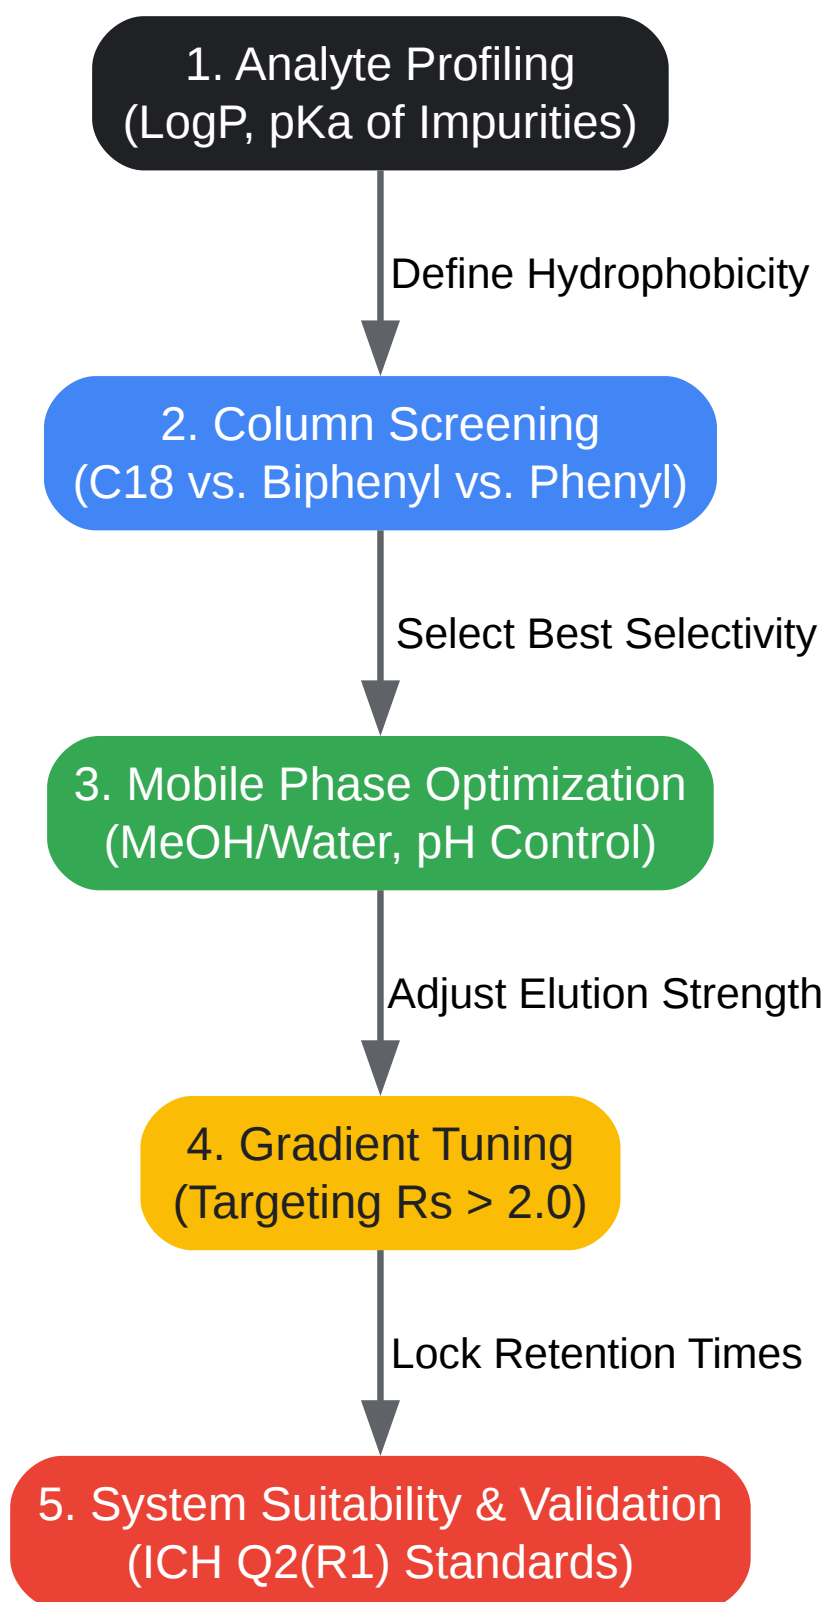 1. Analyte Profiling
(LogP, pKa of Impurities)
Define Hydrophobicity
2. Column Screening
(C18 vs. Biphenyl vs. Phenyl)
Select Best Selectivity
3. Mobile Phase Optimization
(MeOH/Water, pH Control)
Adjust Elution Strength
4. Gradient Tuning
(Targeting Rs > 2.0)
Lock Retention Times
5. System Suitability & Validation
(ICH Q2(R1) Standards)